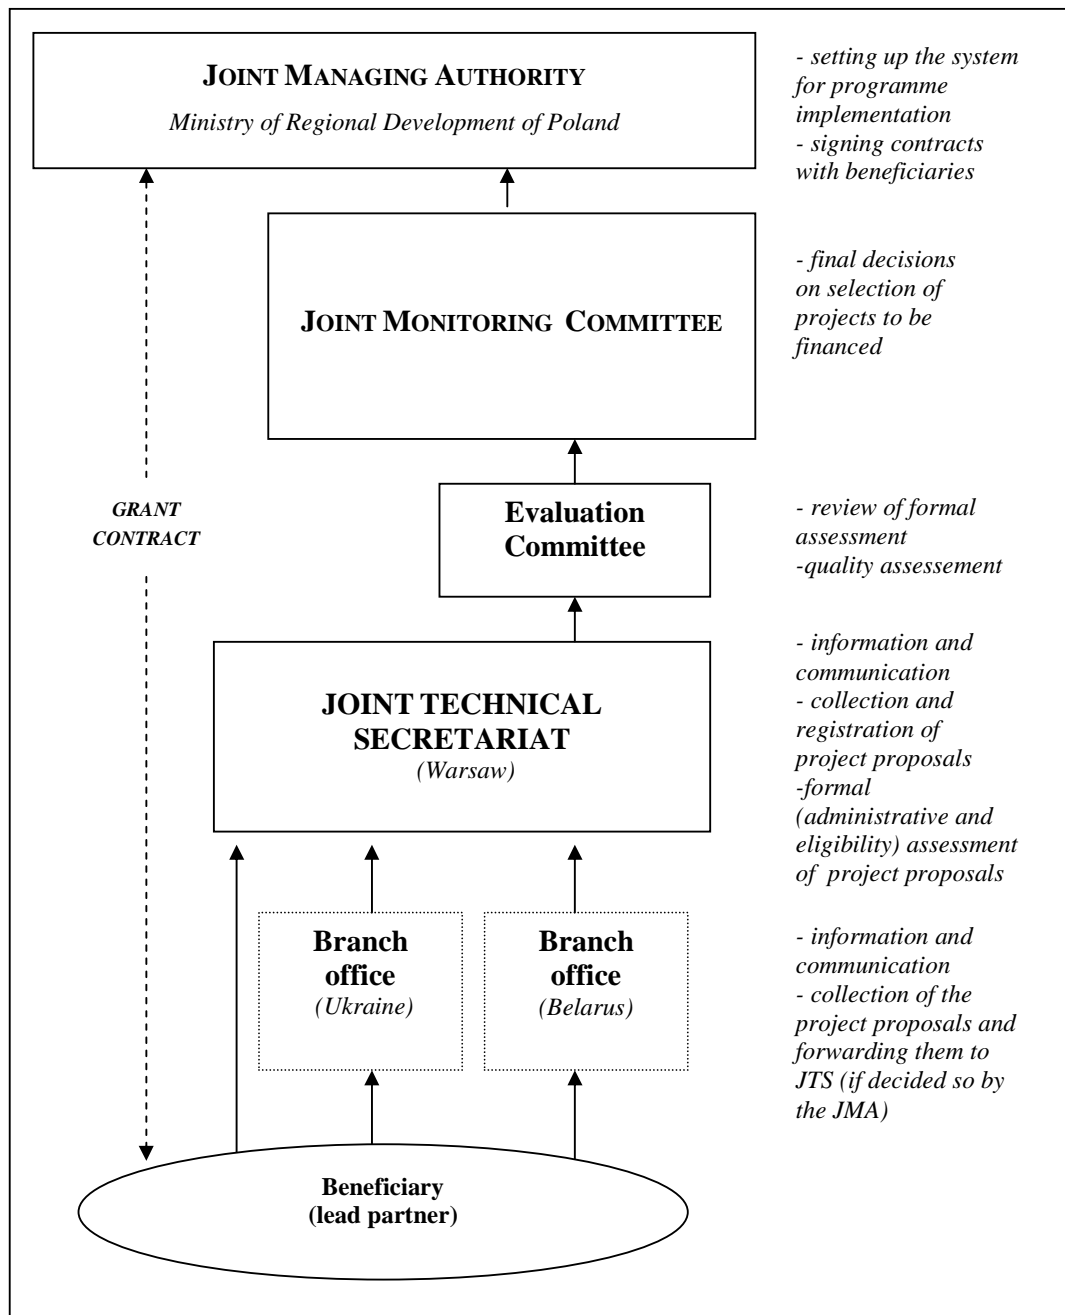 JOINT MANAGING AUTHORITY
Ministry of Regional Development of Poland
- setting up the system
for programme
implementation
- signing contracts
with beneficiaries
JOINT MONITORING COMMITTEE
- final decisions
on selection of
projects to be
financed
GRANT
CONTRACT
Evaluation
Committee
- review of formal
assessment
-quality assessement
JOINT TECHNICAL
SECRETARIAT
(Warsaw)
- information and
communication
- collection and
registration of
project proposals
-formal
(administrative and
eligibility) assessment
of project proposals
Branch
office
(Ukraine)
Branch
office
(Belarus)
- information and
communication
- collection of the
project proposals and
forwarding them to
JTS (if decided so by
the JMA)
Beneficiary
(lead partner)